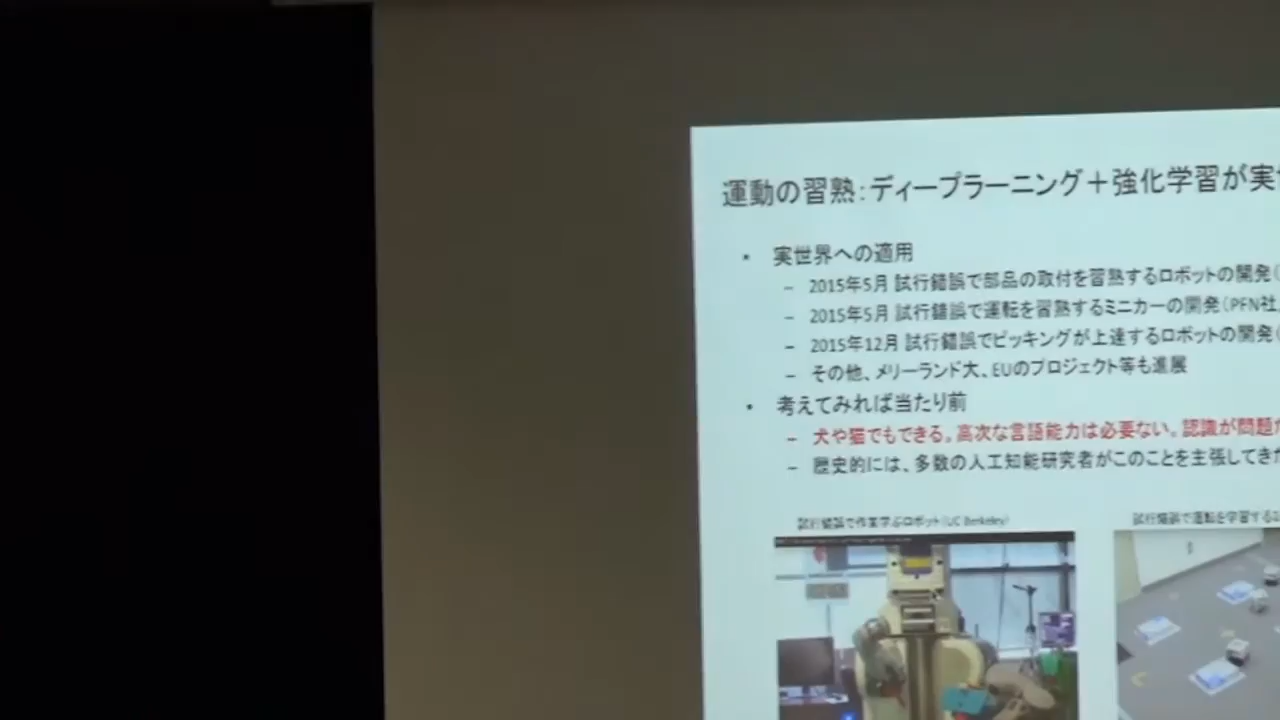 運動の習熟:ディープラーニング+強化学習が実
• 実世界への適用
– 2015年5月 試行錯誤で部品の取付を習熟するロボットの開発(
– 2015年5月 試行錯誤で運転を習熟するミニカーの開発(PFN社
– 2015年12月 試行錯誤でピッキングが上達するロボットの開発(
– その他、メリーランド大、EUのプロジェクト等も進展
• 考えてみれば当たり前
– 犬や猫でもできる。高次な言語能力は必要ない。認識が問題
– 歴史的には、多数の人工知能研究者がこのことを主張してきた
試行錯誤で作業学ぶロボット(UC Berkeley)
試行錯誤で運転を学習する